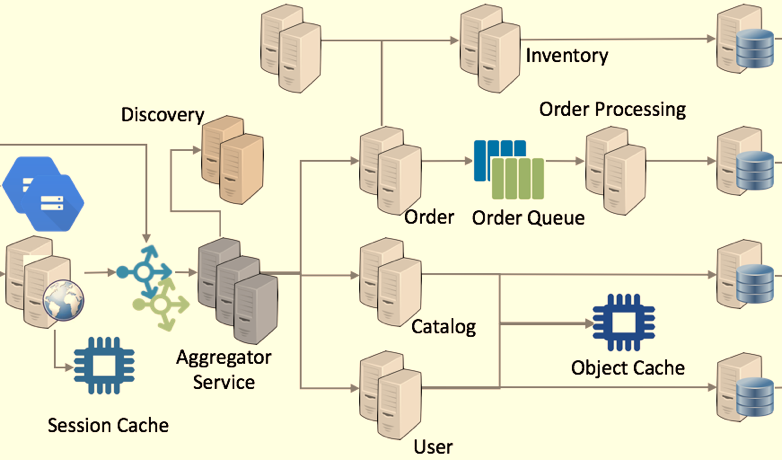 Inventory
Discovery
Order Processing
Order
Order Queue
Catalog
Aggregator
Service
Object Cache
Session Cache
User